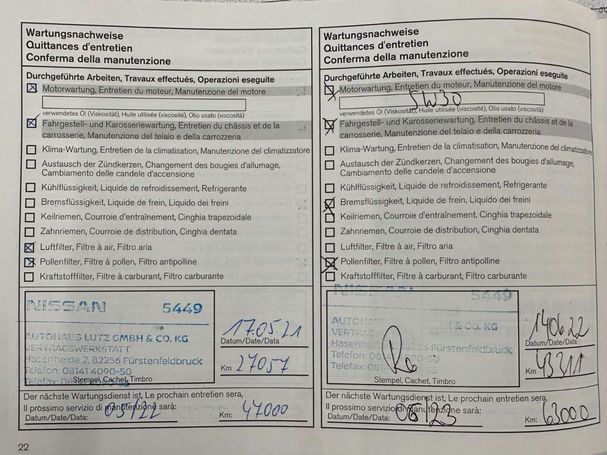 Wartungsnachweise
Quittances d'entretien
Conferma della manutenzione
Durchgeführte Arbeiten, Travaux effectués, Operazioni eseguite
Motorwartung, Entretien du moteur, Manutenzione del motore
verwendetes Öl (Viskosität), Huile utilisée (viscosité), Olio usato (viscosità)
Fahrgestell- und Karosseriewartung, Entretien du châssis et de la
carrosserie, Manutenzione del telaio e della carrozzeria
Klima-Wartung, Entretien de la climatisation, Manutenzione del climatizzatore
Austausch der Zündkerzen, Changement des bougies d'allumage,
Cambiamento delle candele d'accensione
Kühlflüssigkeit, Liquide de refroidissement, Refrigerante
Bremsflüssigkeit, Liquide de frein, Liquido dei freini
Keilriemen, Courroie d'entraînement, Cinghia trapezoidale
Zahnriemen, Courroie de distribution, Cinghia dentata
Luftfilter, Filtre à air, Filtro aria
Pollenfilter, Filtre à pollen, Filtro antipolline
Kraftstofffilter, Filtre à carburant, Filtro carburante
NISSAN 5449
AUTOHAUS LUTZ GMBH & CO. KG
VERTRAGSWERKSTATT
Hasenheide 2, 82256 Fürstenfeldbruck
Telefon: 08141 4090-50
Stempel, Cachet, Timbro
17.05.21
Datum/Date/Data:
Km: 27057
Der nächste Wartungsdienst ist, Le prochain entretien sera,
Il prossimo servizio di manutenzione sarà:
Datum/Date/Data: 05/22 Km: 47000
22
Wartungsnachweise
Quittances d'entretien
Conferma della manutenzione
Durchgeführte Arbeiten, Travaux effectués, Operazioni eseguite
Motorwartung, Entretien du moteur, Manutenzione del motore
5W30
verwendetes Öl (Viskosität), Huile utilisée (viscosité), Olio usato (viscosità)
Fahrgestell- und Karosseriewartung, Entretien du châssis et de la
carrosserie, Manutenzione del telaio e della carrozzeria
Klima-Wartung, Entretien de la climatisation, Manutenzione del climatizzatore
Austausch der Zündkerzen, Changement des bougies d'allumage,
Cambiamento delle candele d'accensione
Kühlflüssigkeit, Liquide de refroidissement, Refrigerante
Bremsflüssigkeit, Liquide de frein, Liquido dei freini
Keilriemen, Courroie d'entraînement, Cinghia trapezoidale
Zahnriemen, Courroie de distribution, Cinghia dentata
Luftfilter, Filtre à air, Filtro aria
Pollenfilter, Filtre à pollen, Filtro antipolline
Kraftstofffilter, Filtre à carburant, Filtro carburante
NISSAN 5449
& CO. KG
Fürstenfeldbruck
Stempel, Cachet, Timbro
140622
Datum/Date/Data:
Km: 43211
Der nächste Wartungsdienst ist, Le prochain entretien sera,
Il prossimo servizio di manutenzione sarà:
Datum/Date/Data: 06/23 Km: 63000